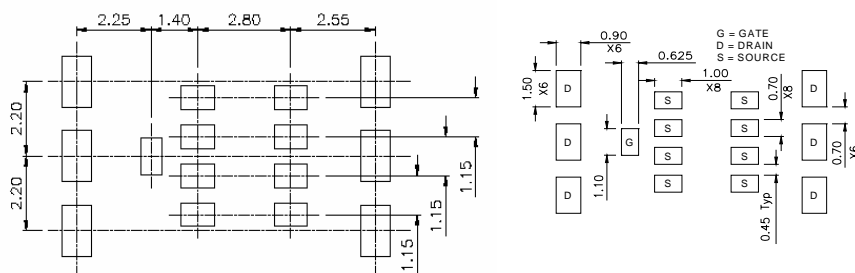 2.25
1.40
2.80
2.55
2.20
2.20
1.15
1.15
1.15
G = GATE
D = DRAIN
S = SOURCE
0.90
X6
0.625
1.00
X8
1.50
X6
0.70
X8
D
S
S
D
S
S
D
G
D
S
S
D
S
S
D
1.10
0.45 Typ
0.70
X6